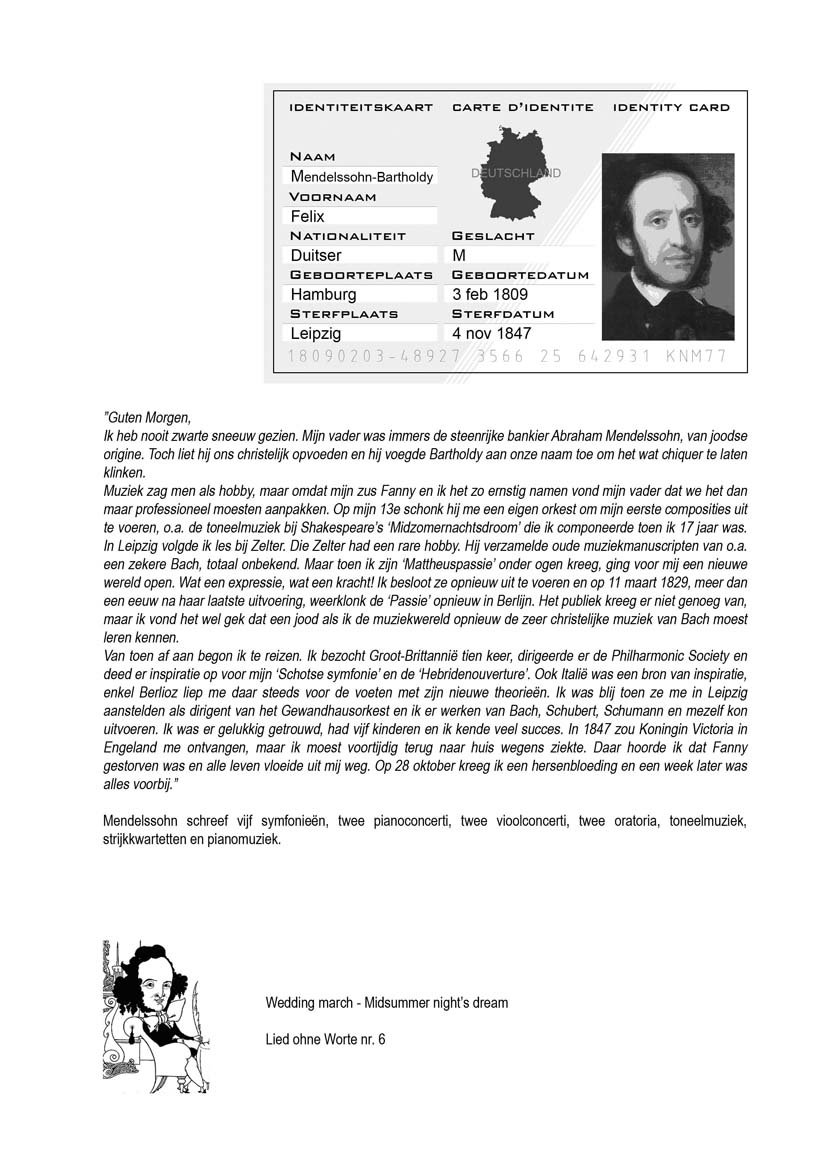 IDENTITEITSKAART CARTE D'IDENTITE IDENTITY CARD
NAAM
Mendelssohn-Bartholdy
DEUTSCHLAND
VOORNAAM
Felix
NATIONALITEIT GESLACHT
Duitser M
GEBOORTEPLAATS GEBOORTEDATUM
Hamburg 3 feb 1809
STERFPLAATS STERFDATUM
Leipzig 4 nov 1847
18090203-48927 3566 25 642931 KNM77
"Guten Morgen,
Ik heb nooit zwarte sneeuw gezien. Mijn vader was immers de steenrijke bankier Abraham Mendelssohn, van joodse
origine. Toch liet hij ons christelijk opvoeden en hij voegde Bartholdy aan onze naam toe om het wat chiquer te laten
klinken.
Muziek zag men als hobby, maar omdat mijn zus Fanny en ik het zo ernstig namen vond mijn vader dat we het dan
maar professioneel moesten aanpakken. Op mijn 13e schonk hij me een eigen orkest om mijn eerste composities uit
te voeren, o.a. de toneelmuziek bij Shakespeare's 'Midzomernachtsdroom' die ik componeerde toen ik 17 jaar was.
In Leipzig volgde ik les bij Zelter. Die Zelter had een rare hobby. Hij verzamelde oude muziekmanuscripten van o.a.
een zekere Bach, totaal onbekend. Maar toen ik zijn 'Mattheuspassie' onder ogen kreeg, ging voor mij een nieuwe
wereld open. Wat een expressie, wat een kracht! Ik besloot ze opnieuw uit te voeren en op 11 maart 1829, meer dan
een eeuw na haar laatste uitvoering, weerklonk de 'Passie' opnieuw in Berlijn. Het publiek kreeg er niet genoeg van,
maar ik vond het wel gek dat een jood als ik de muziekwereld opnieuw de zeer christelijke muziek van Bach moest
leren kennen.
Van toen af aan begon ik te reizen. Ik bezocht Groot-Brittannië tien keer, dirigeerde er de Philharmonic Society en
deed er inspiratie op voor mijn 'Schotse symfonie' en de 'Hebridenouverture'. Ook Italië was een bron van inspiratie,
enkel Berlioz liep me daar steeds voor de voeten met zijn nieuwe theorieën. Ik was blij toen ze me in Leipzig
aanstelden als dirigent van het Gewandhausorkest en ik er werken van Bach, Schubert, Schumann en mezelf kon
uitvoeren. Ik was er gelukkig getrouwd, had vijf kinderen en ik kende veel succes. In 1847 zou Koningin Victoria in
Engeland me ontvangen, maar ik moest voortijdig terug naar huis wegens ziekte. Daar hoorde ik dat Fanny
gestorven was en alle leven vloeide uit mij weg. Op 28 oktober kreeg ik een hersenbloeding en een week later was
alles voorbij."
Mendelssohn schreef vijf symfonieën, twee pianoconcerti, twee vioolconcerti, twee oratoria, toneelmuziek,
strijkkwartetten en pianomuziek.
Wedding march - Midsummer night's dream
Lied ohne Worte nr. 6